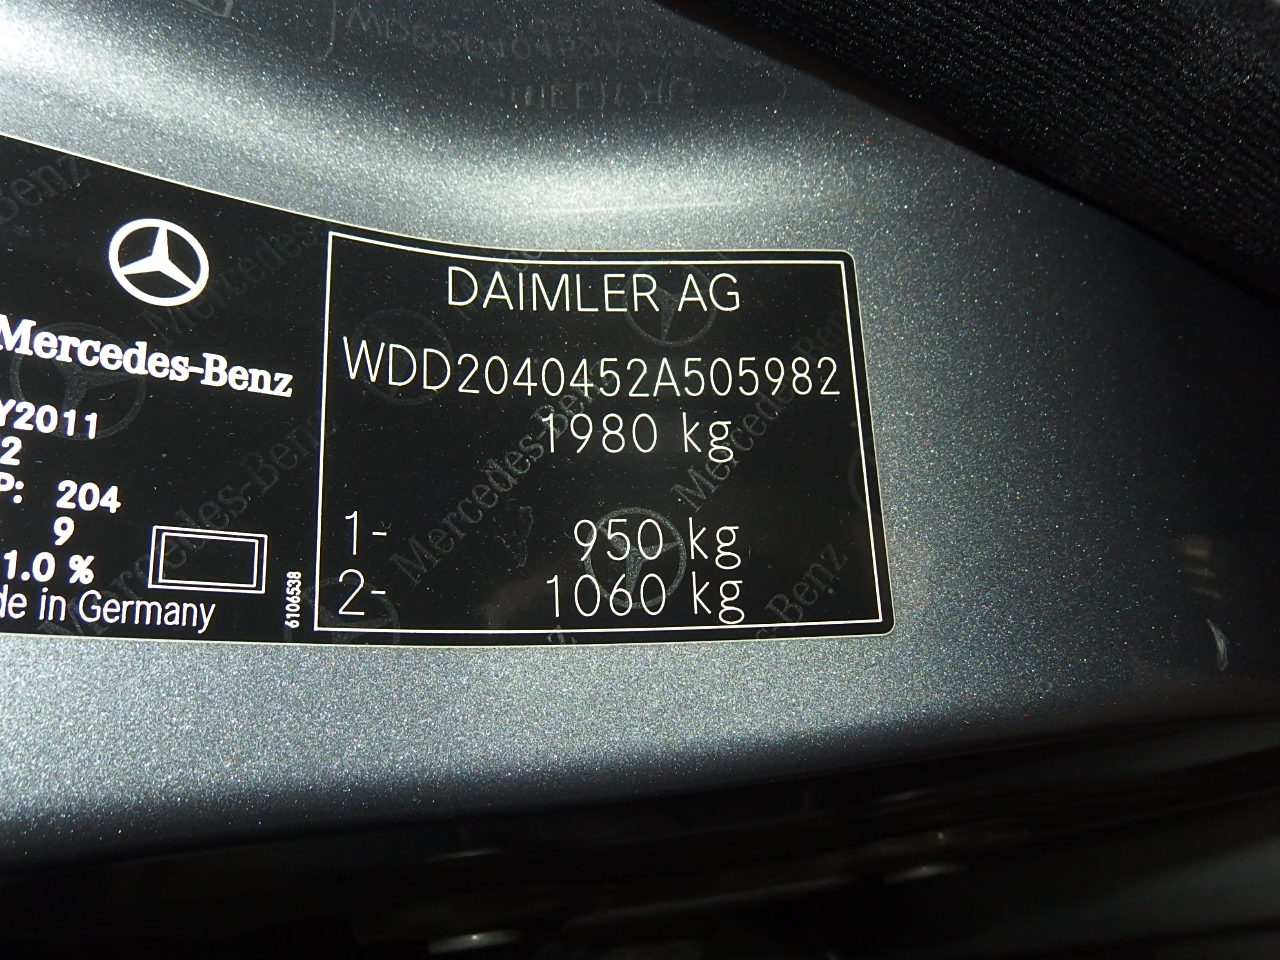 Mercedes-Benz
Y2011
2
P: 204
9
1.0 %
de in Germany
6106538
DAIMLER AG
WDD2040452A505982
1980 kg
1- 950 kg
2- 1060 kg